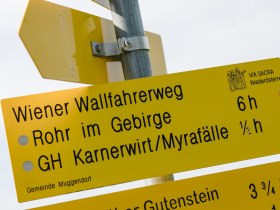 Wiener Wallfahrerweg
VIA SACRA
Niederösterreich
Rohr im Gebirge 6 h
GH Karnerwirt/Myrafälle ½ h
Gemeinde Muggendorf
über Gutenstein 3 ¾